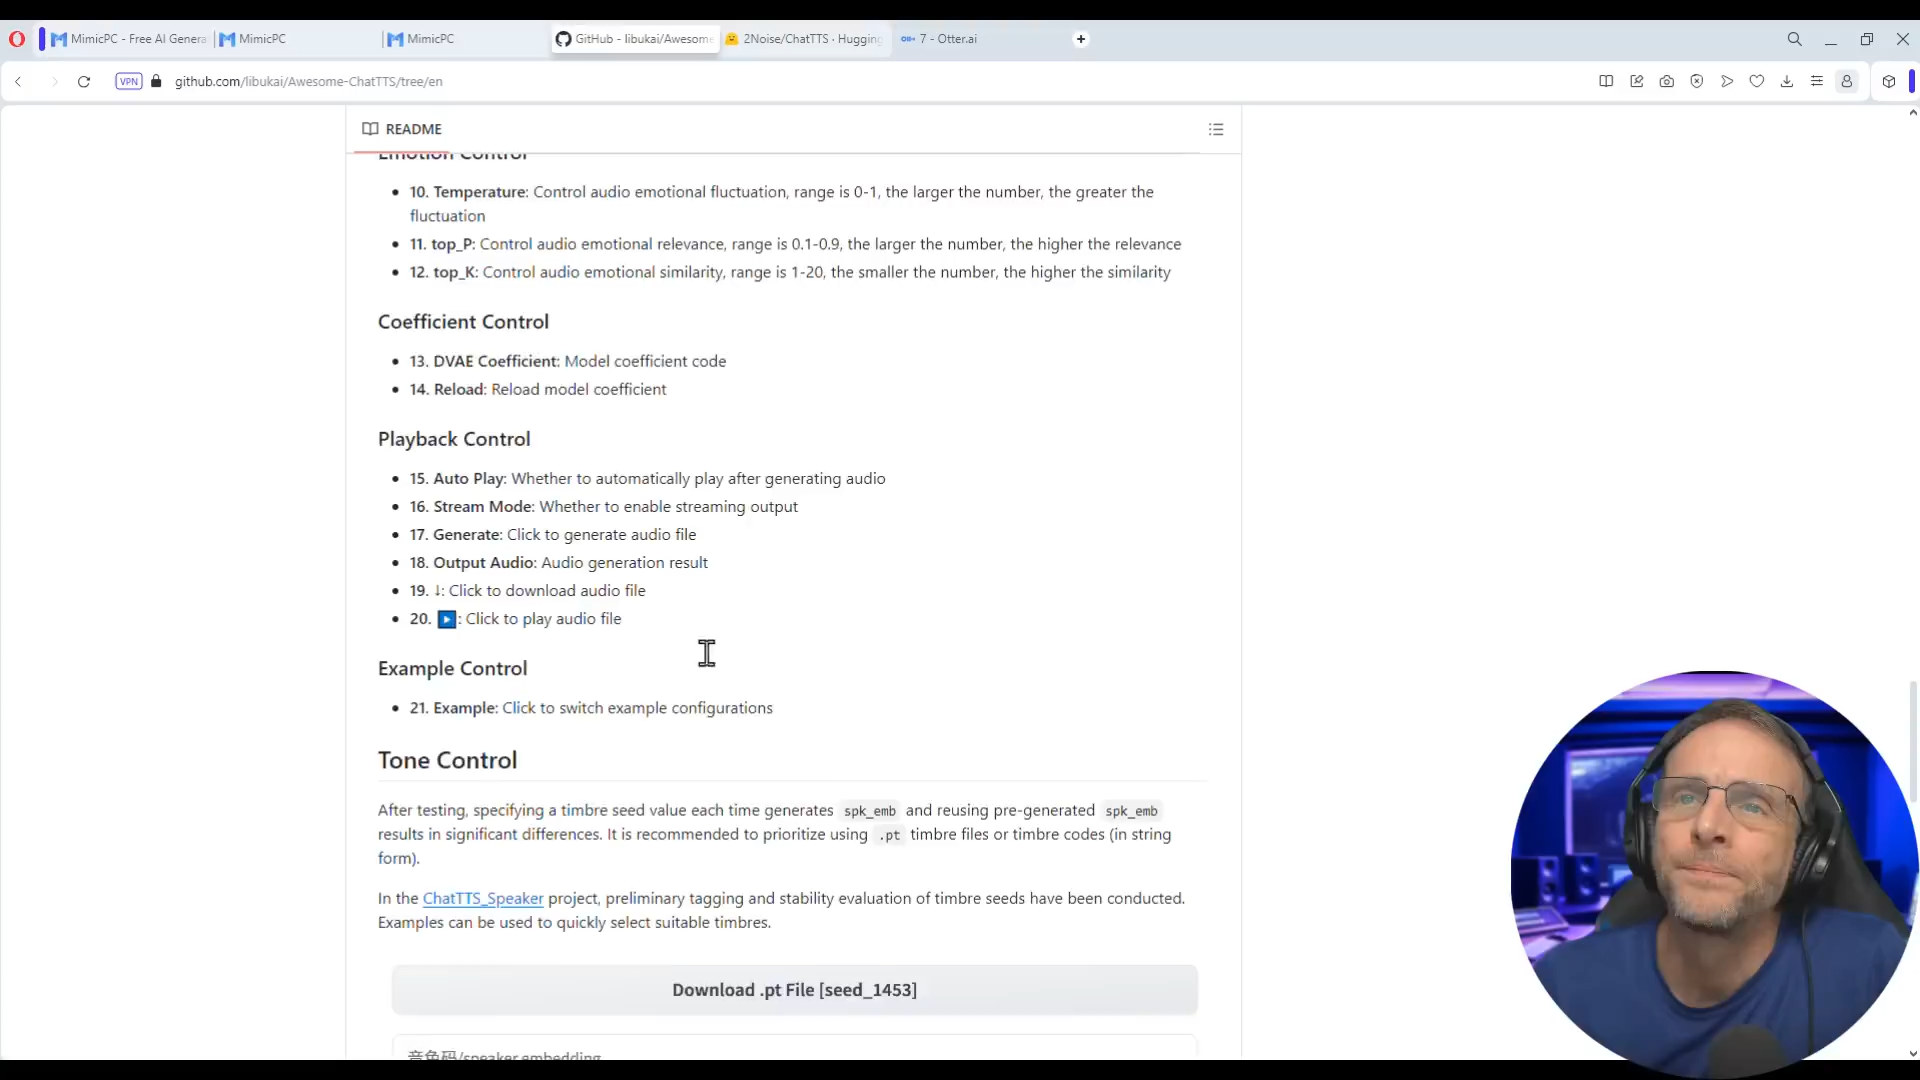 MimicPC - Free AI Genera
MimicPC
MimicPC
GitHub - libukai/Awesome
2Noise/ChatTTS · Hugging
7 - Otter.ai
VPN
github.com/libukai/Awesome-ChatTTS/tree/en
README
Emotion Control
10. Temperature: Control audio emotional fluctuation, range is 0-1, the larger the number, the greater the
fluctuation
11. top_P: Control audio emotional relevance, range is 0.1-0.9, the larger the number, the higher the relevance
12. top_K: Control audio emotional similarity, range is 1-20, the smaller the number, the higher the similarity
Coefficient Control
13. DVAE Coefficient: Model coefficient code
14. Reload: Reload model coefficient
Playback Control
15. Auto Play: Whether to automatically play after generating audio
16. Stream Mode: Whether to enable streaming output
17. Generate: Click to generate audio file
18. Output Audio: Audio generation result
19. ↓: Click to download audio file
20. ▶: Click to play audio file
Example Control
21. Example: Click to switch example configurations
Tone Control
After testing, specifying a timbre seed value each time generates spk_emb and reusing pre-generated spk_emb
results in significant differences. It is recommended to prioritize using .pt timbre files or timbre codes (in string
form).
In the ChatTTS_Speaker project, preliminary tagging and stability evaluation of timbre seeds have been conducted.
Examples can be used to quickly select suitable timbres.
Download .pt File [seed_1453]
音色码/speaker embedding